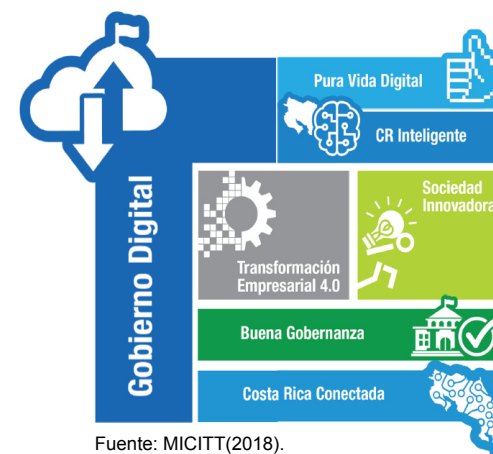 Pura Vida Digital
CR Inteligente
Gobierno Digital
Sociedad
Innovadora
Transformación
Empresarial 4.0
Buena Gobernanza
Costa Rica Conectada
Fuente: MICITT(2018).